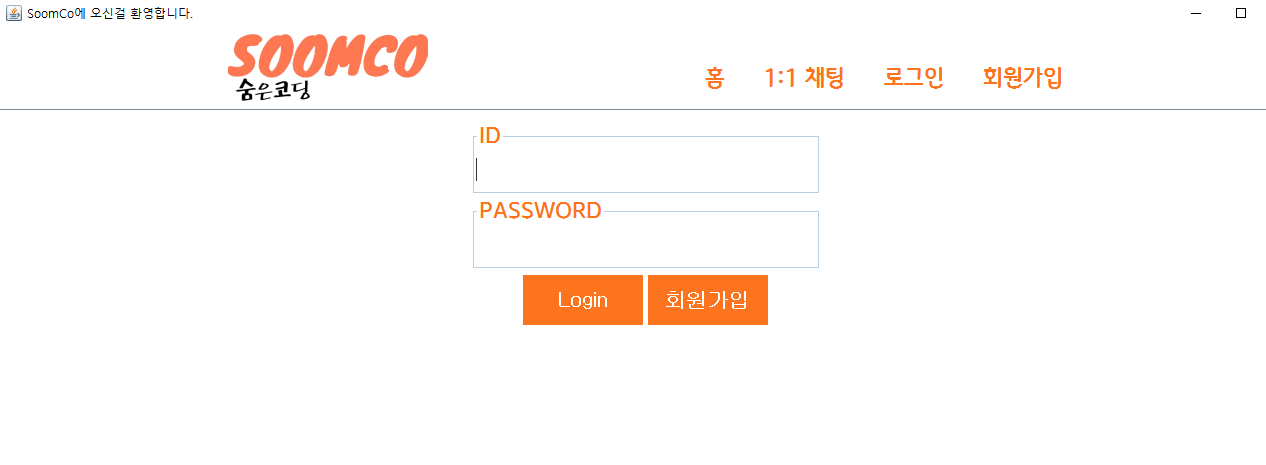 SoomCo에 오신걸 환영합니다.
SOOMCO
숨은코딩
홈 1:1 채팅 로그인 회원가입
ID
PASSWORD
Login 회원가입